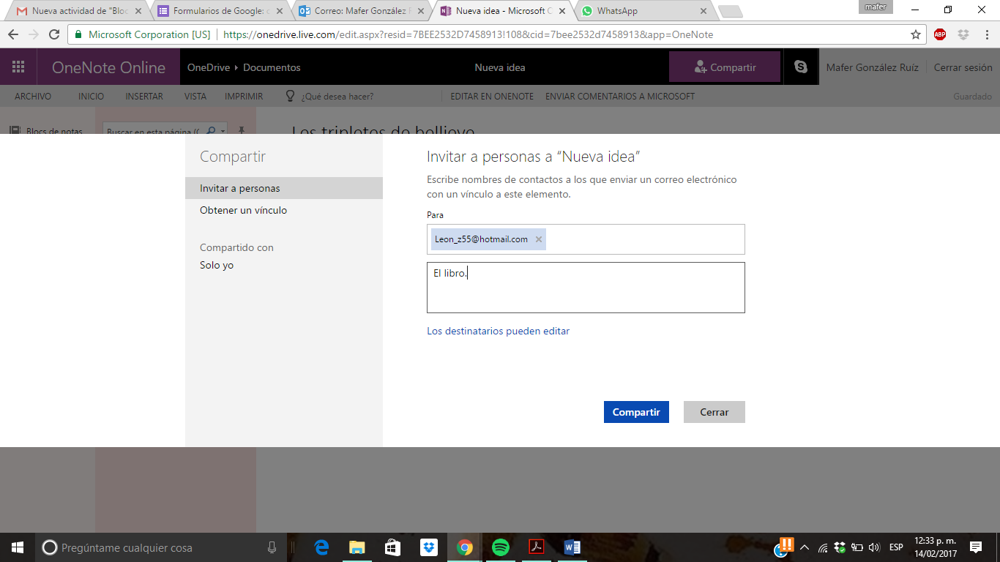 Nueva actividad de "Bloc
Formularios de Google: c
Correo: Mafer González R
Nueva idea - Microsoft O
WhatsApp
mafer
Microsoft Corporation [US]
https://onedrive.live.com/edit.aspx?resid=7BEE2532D7458913!108&cid=7bee2532d7458913&app=OneNote
ABP
OneNote Online
OneDrive
Documentos
Nueva idea
Compartir
Mafer González Ruíz
Cerrar sesión
ARCHIVO
INICIO
INSERTAR
VISTA
IMPRIMIR
¿Qué desea hacer?
EDITAR EN ONENOTE
ENVIAR COMENTARIOS A MICROSOFT
Guardado
Blocs de notas
Buscar en esta página (C
Compartir
Invitar a personas
Obtener un vínculo
Compartido con
Solo yo
Invitar a personas a “Nueva idea”
Escribe nombres de contactos a los que enviar un correo electrónico
con un vínculo a este elemento.
Para
Leon_z55@hotmail.com
El libro.
Los destinatarios pueden editar
Compartir
Cerrar
Pregúntame cualquier cosa
ESP
12:33 p. m.
14/02/2017